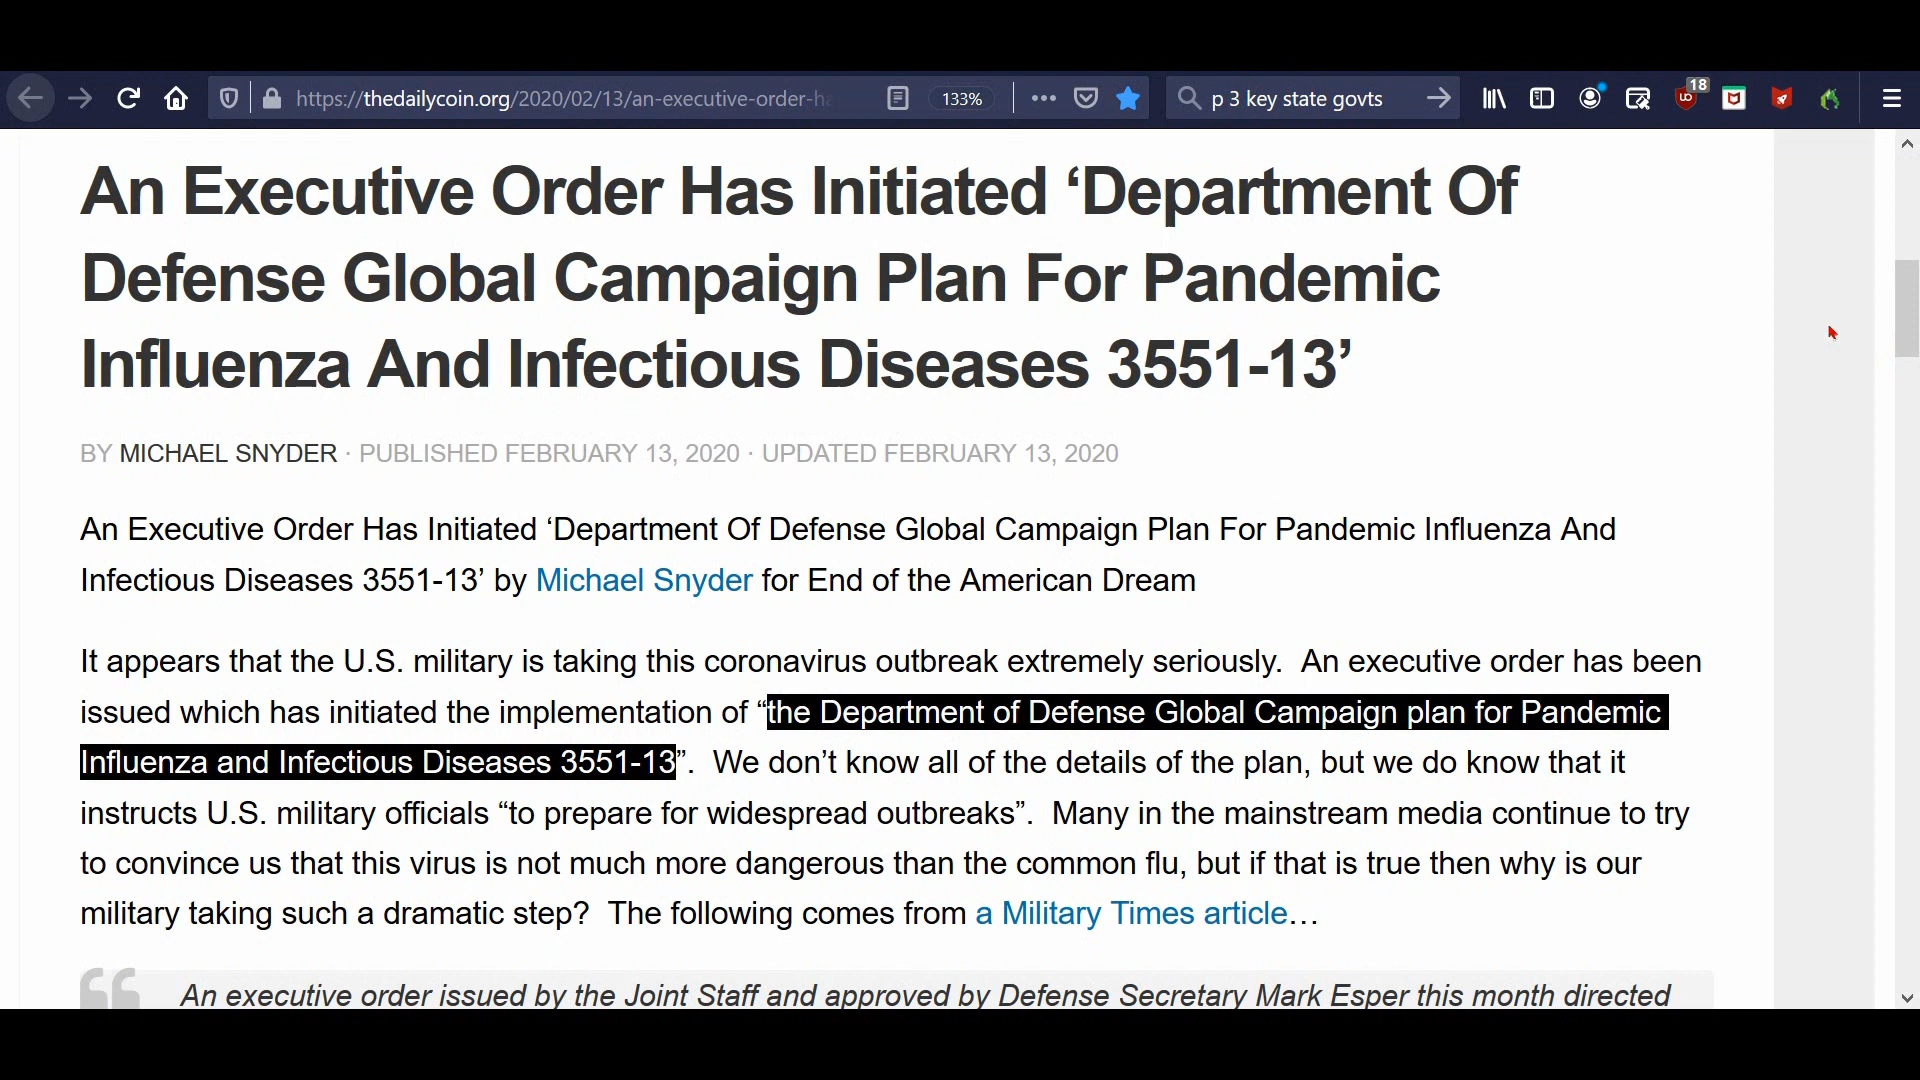 https://thedailycoin.org/2020/02/13/an-executive-order-ha
133%
p 3 key state govts
18
An Executive Order Has Initiated ‘Department Of
Defense Global Campaign Plan For Pandemic
Influenza And Infectious Diseases 3551-13’
BY MICHAEL SNYDER · PUBLISHED FEBRUARY 13, 2020 · UPDATED FEBRUARY 13, 2020
An Executive Order Has Initiated ‘Department Of Defense Global Campaign Plan For Pandemic Influenza And
Infectious Diseases 3551-13’ by Michael Snyder for End of the American Dream
It appears that the U.S. military is taking this coronavirus outbreak extremely seriously.  An executive order has been
issued which has initiated the implementation of “the Department of Defense Global Campaign plan for Pandemic
Influenza and Infectious Diseases 3551-13”.  We don’t know all of the details of the plan, but we do know that it
instructs U.S. military officials “to prepare for widespread outbreaks”.  Many in the mainstream media continue to try
to convince us that this virus is not much more dangerous than the common flu, but if that is true then why is our
military taking such a dramatic step?  The following comes from a Military Times article…
An executive order issued by the Joint Staff and approved by Defense Secretary Mark Esper this month directed